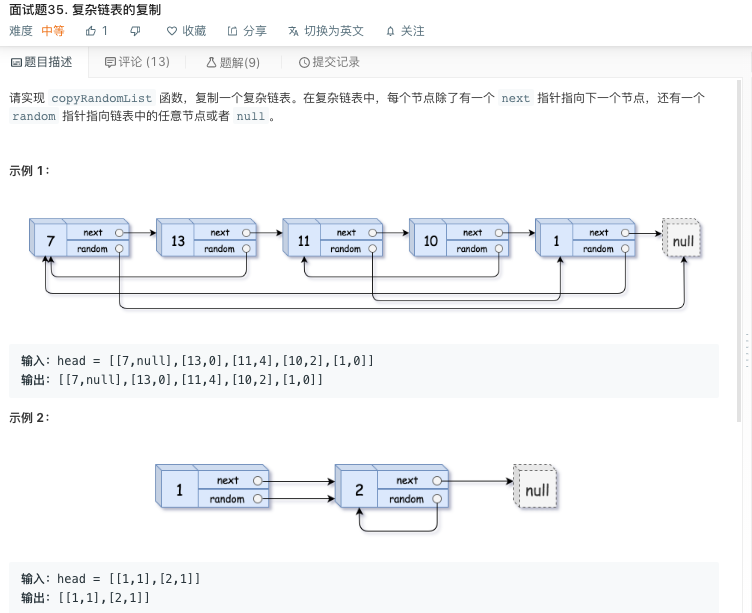 面试题35. 复杂链表的复制
难度 中等 1 收藏 分享 切换为英文 关注
题目描述 评论 (13) 题解(9) 提交记录
请实现 copyRandomList 函数，复制一个复杂链表。在复杂链表中，每个节点除了有一个 next 指针指向下一个节点，还有一个
random 指针指向链表中的任意节点或者 null 。
示例 1：
7 next random 13 next random 11 next random 10 next random 1 next random null
输入：head = [[7,null],[13,0],[11,4],[10,2],[1,0]]
输出：[[7,null],[13,0],[11,4],[10,2],[1,0]]
示例 2：
1 next random 2 next random null
输入：head = [[1,1],[2,1]]
输出：[[1,1],[2,1]]